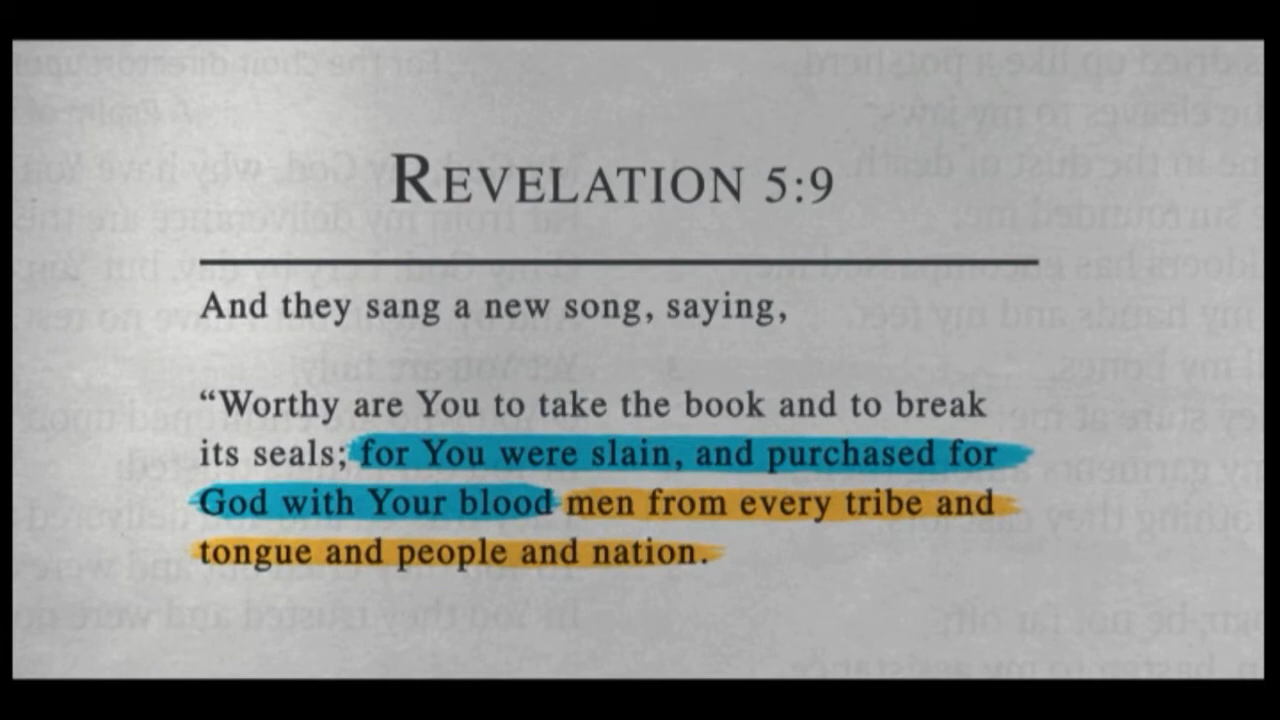 REVELATION 5:9
And they sang a new song, saying,
“Worthy are You to take the book and to break
its seals; for You were slain, and purchased for
God with Your blood men from every tribe and
tongue and people and nation.